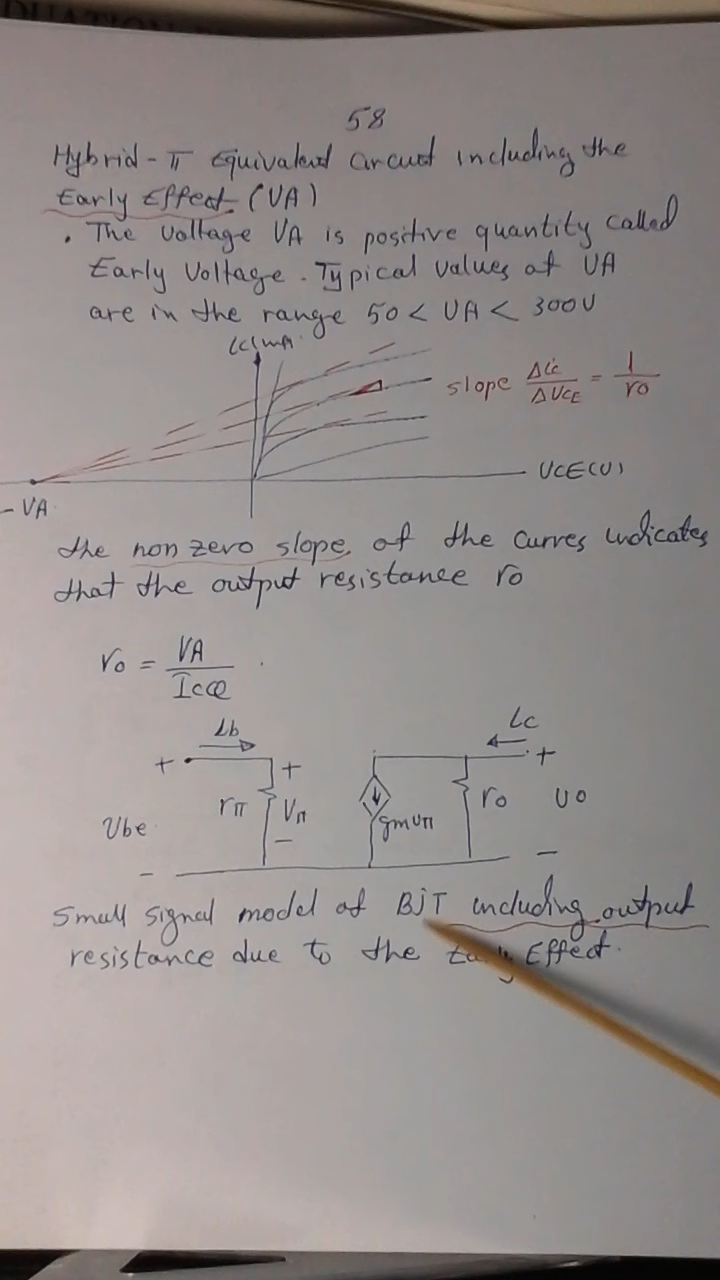 58
Hybrid-π Equivalent Circuit including the
Early Effect (VA)
. The voltage VA is positive quantity called
Early Voltage. Typical values of VA
are in the range 50 < VA < 300V
ic(mA
slope Δic/ΔVCE = 1/ro
VCE(V)
-VA
the non zero slope of the curves indicates
that the output resistance ro
ro = VA/ICQ
ib
ic
+ + +
rπ Vπ gmvπ ro vo
Vbe
- - -
Small signal model of BJT including output
resistance due to the Early Effect.